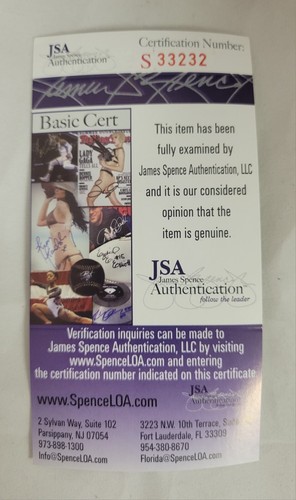 JSA
James Spence
Authentication
Certification Number:
S 33232
Basic Cert
LADY
GAGA
This item has been
fully examined by
James Spence Authentication, LLC
and it is our considered
opinion that the
item is genuine.
JSA
James Spence
Authentication
follow the leader
Verification inquiries can be made to
James Spence Authentication, LLC by visiting
www.SpenceLOA.com and entering
the certification number indicated on this certificate.
www.SpenceLOA.com
JSA
Authentication
2 Sylvan Way, Suite 102
Parsippany, NJ 07054
973-898-1300
Info@SpenceLOA.com
3223 N.W. 10th Terrace,
Fort Lauderdale, FL 33309
954-380-8670
Florida@SpenceLOA.com